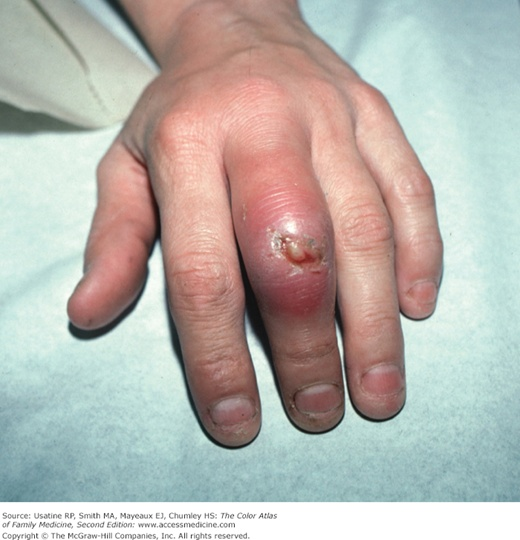 Source: Usatine RP, Smith MA, Mayeaux EJ, Chumley HS: The Color Atlas
of Family Medicine, Second Edition: www.accessmedicine.com
Copyright © The McGraw-Hill Companies, Inc. All rights reserved.